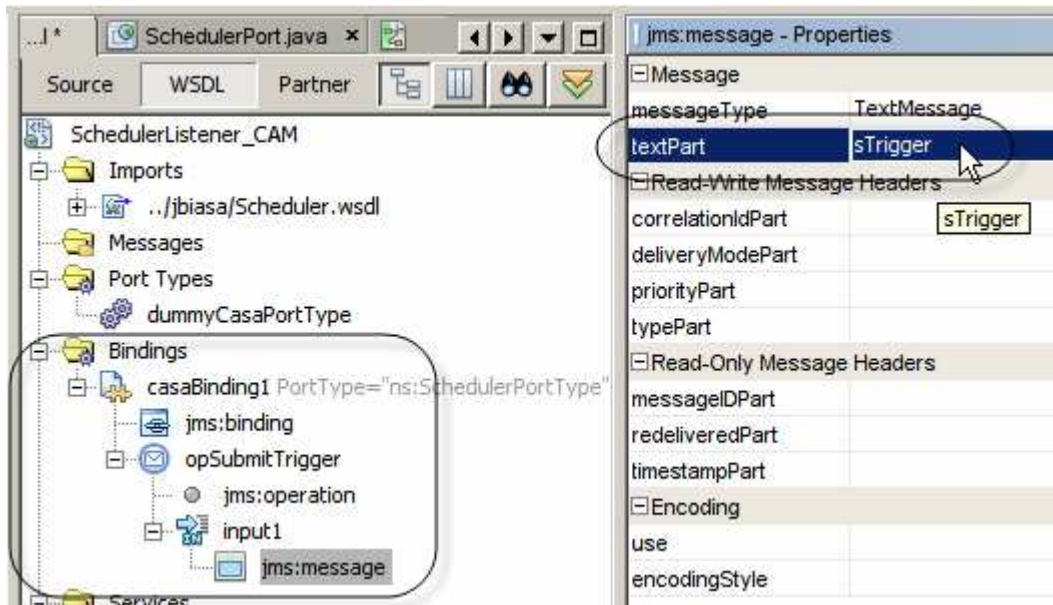 ...l *
SchedulerPort.java
Source
WSDL
Partner
SchedulerListener_CAM
Imports
../jbiasa/Scheduler.wsdl
Messages
Port Types
dummyCasaPortType
Bindings
casaBinding1 PortType="ns:SchedulerPortType"
jms:binding
opSubmitTrigger
jms:operation
input1
jms:message
Services
jms:message - Properties
Message
messageType TextMessage
textPart sTrigger
Read-Write Message Headers
correlationIdPart
sTrigger
deliveryModePart
priorityPart
typePart
Read-Only Message Headers
messageIDPart
redeliveredPart
timestampPart
Encoding
use
encodingStyle